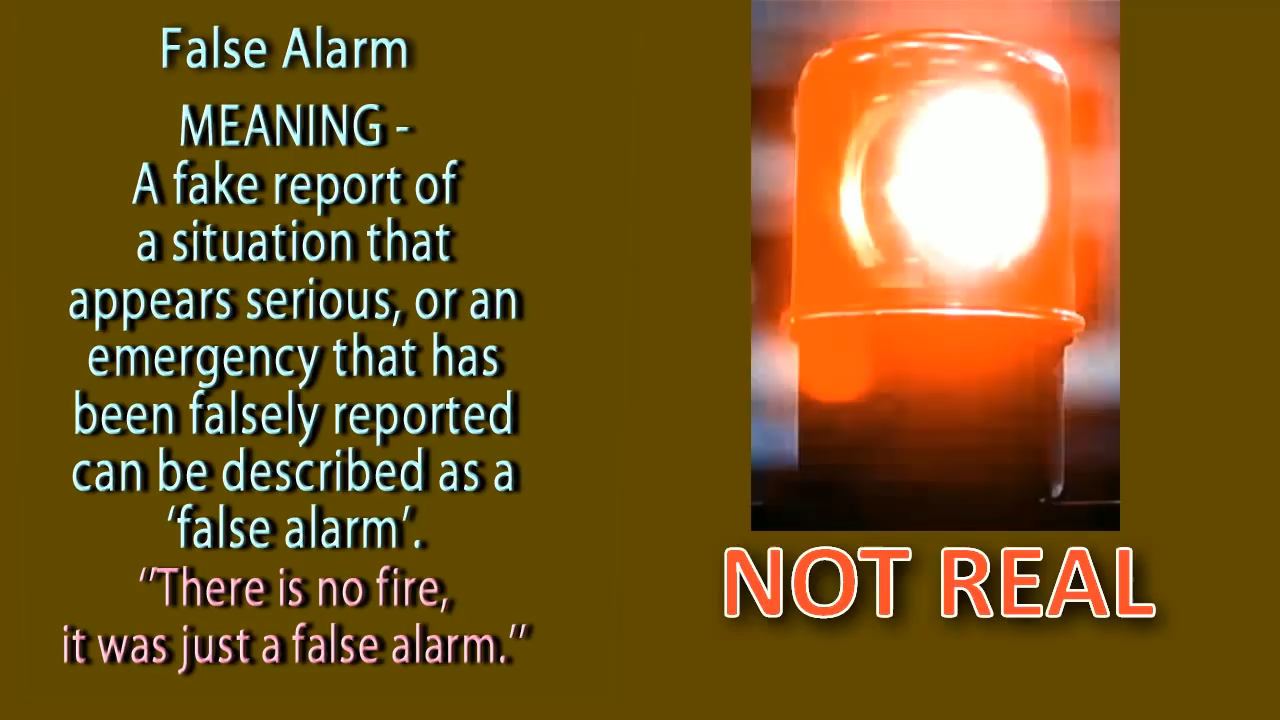 False Alarm
MEANING -
A fake report of
a situation that
appears serious, or an
emergency that has
been falsely reported
can be described as a
‘false alarm’.
‘‘There is no fire,
it was just a false alarm.’’
NOT REAL